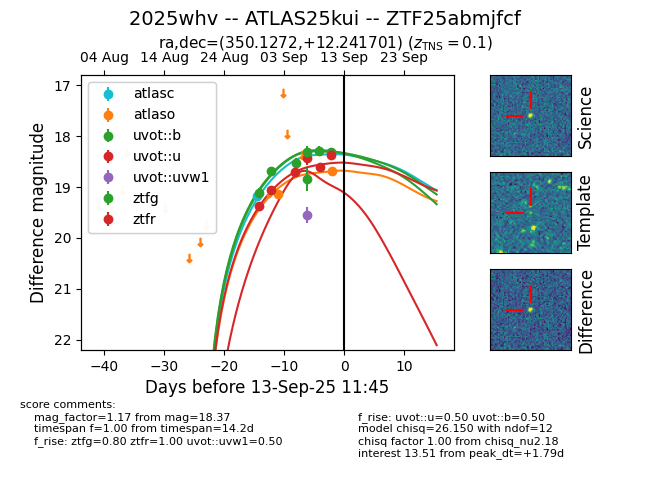 2025whv -- ATLAS25kui -- ZTF25abmjfcf
ra,dec=(350.1272,+12.241701) (z_TNS = 0.1)
04 Aug 14 Aug 24 Aug 03 Sep 13 Sep 23 Sep
17
18
19
20
21
22
Difference magnitude
atlasc
atlaso
uvot::b
uvot::u
uvot::uvw1
ztfg
ztfr
−40 −30 −20 −10 0 10
Days before 13-Sep-25 11:45
Science
Template
Difference
score comments:
mag_factor=1.17 from mag=18.37
timespan f=1.00 from timespan=14.2d
f_rise: ztfg=0.80 ztfr=1.00 uvot::uvw1=0.50
f_rise: uvot::u=0.50 uvot::b=0.50
model chisq=26.150 with ndof=12
chisq factor 1.00 from chisq_nu2.18
interest 13.51 from peak_dt=+1.79d